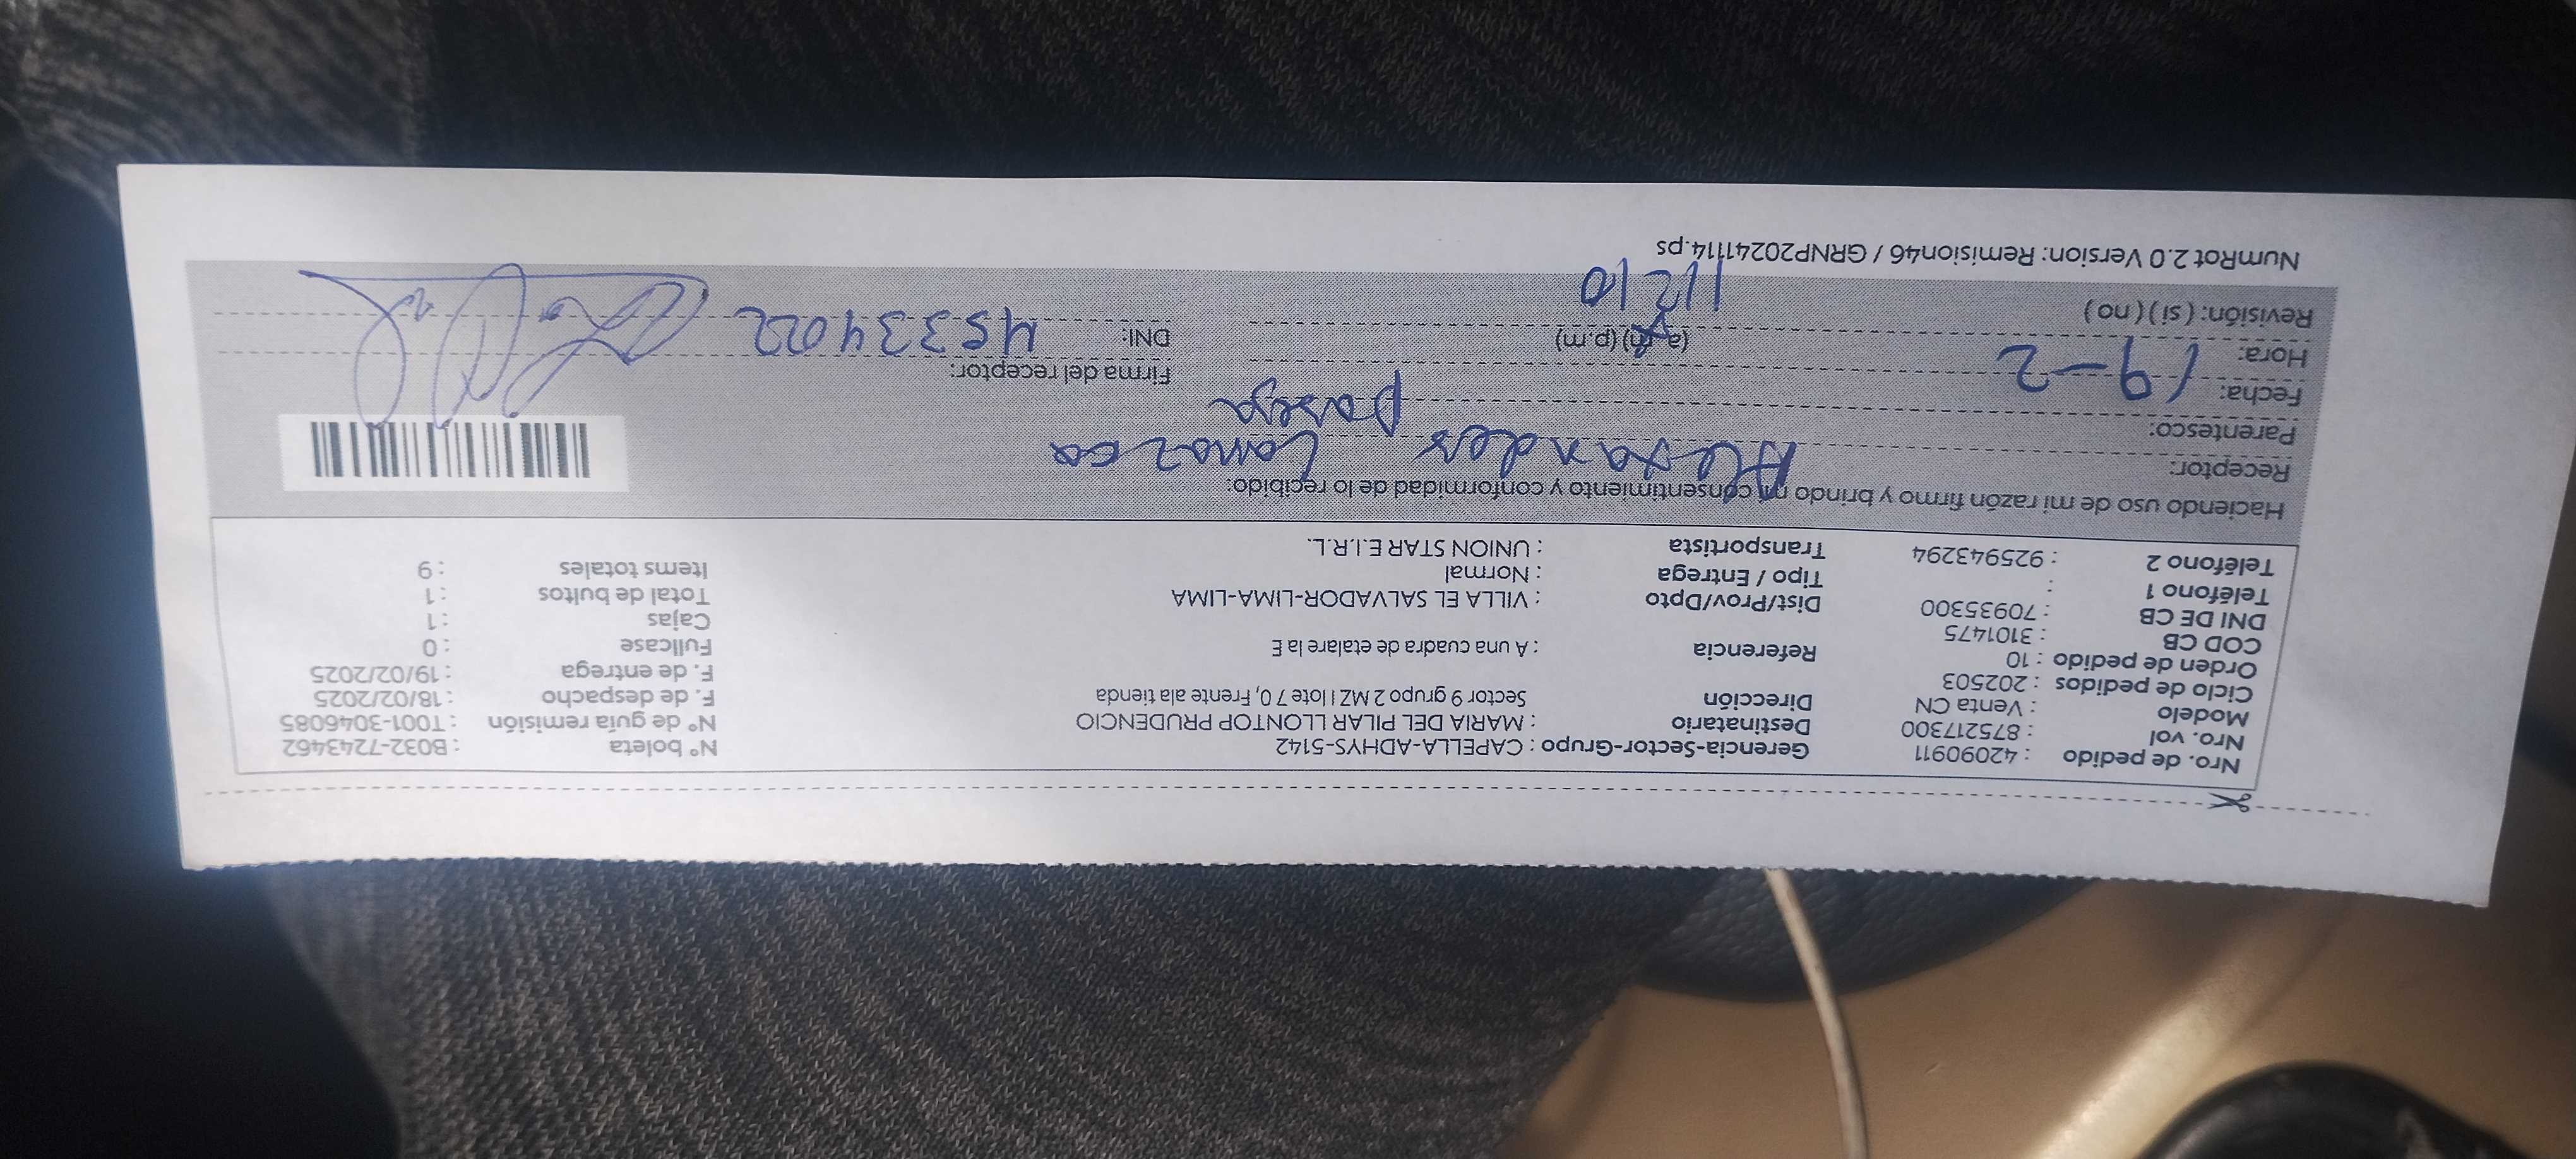 Nro. de pedido : 42090911 Gerencia-Sector-Grupo : CAPELLA-ADHYS-5142 N° boleta : B032-7243462
Nro. vol : 875217300 Destinatario : MARIA DEL PILAR LLONTOP PRUDENCIO N° de guía remisión : T001-3046085
Modelo : Venta CN Dirección Sector 9 grupo 2 MZ I lote 7 0, Frente ala tienda F. de despacho : 18/02/2025
Ciclo de pedidos : 202503 F. de entrega : 19/02/2025
Orden de pedido : 10 Referencia : A una cuadra de etalare la E Fullcase : 0
COD CB : 3101475 Cajas : 1
DNI DE CB : 70935300 Dist/Prov/Dpto : VILLA EL SALVADOR-LIMA-LIMA Total de bultos : 1
Teléfono 1 : Tipo / Entrega : Normal Items totales : 9
Teléfono 2 : 925943294 Transportista : UNION STAR E.I.R.L.
Haciendo uso de mi razón firmo y brindo mi consentimiento y conformidad de lo recibido:
Receptor: Alexander
Parentesco: pareja
Fecha: 19-2 Firma del receptor:
Hora: (a.m) (p.m) DNI: 45334022
Revisión: ( si ) ( no )
NumRot 2.0 Version: Remision46 / GRNP20241114.ps